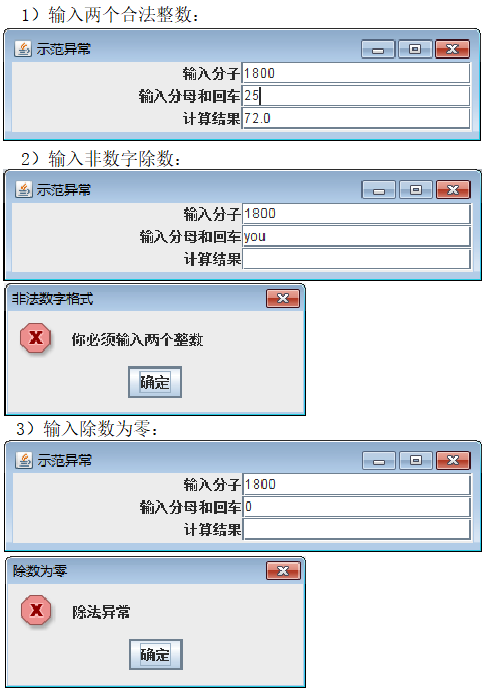 1）输入两个合法整数：
示范异常
输入分子 1800
输入分母和回车 25
计算结果 72.0
2）输入非数字除数：
示范异常
输入分子 1800
输入分母和回车 you
计算结果
非法数字格式
你必须输入两个整数
确定
3）输入除数为零：
示范异常
输入分子 1800
输入分母和回车 0
计算结果
除数为零
除法异常
确定